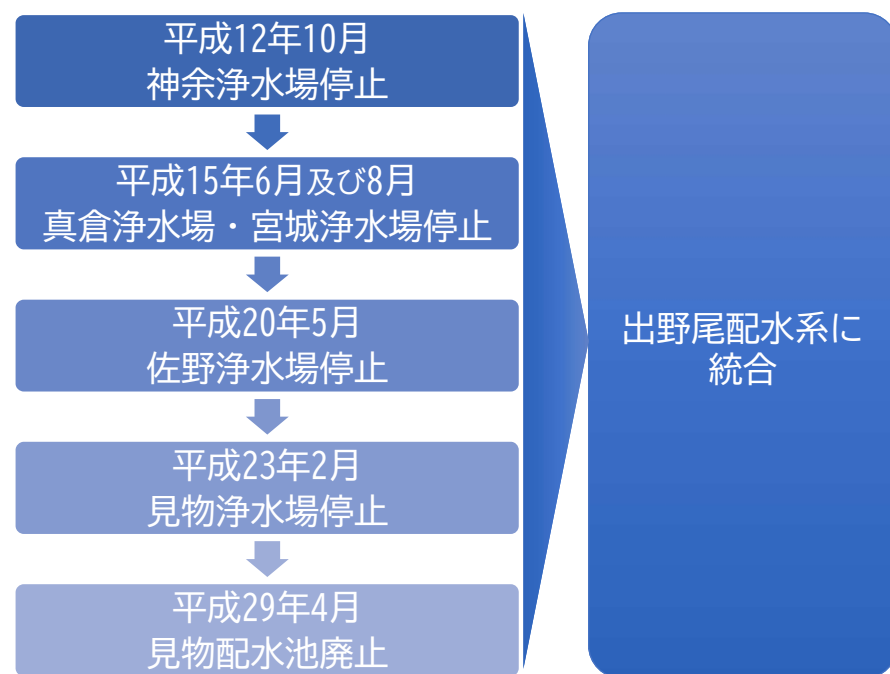 平成12年10月
神余浄水場停止
平成15年6月及び8月
真倉浄水場・宮城浄水場停止
平成20年5月
佐野浄水場停止
平成23年2月
見物浄水場停止
平成29年4月
見物配水池廃止
出野尾配水系に
統合